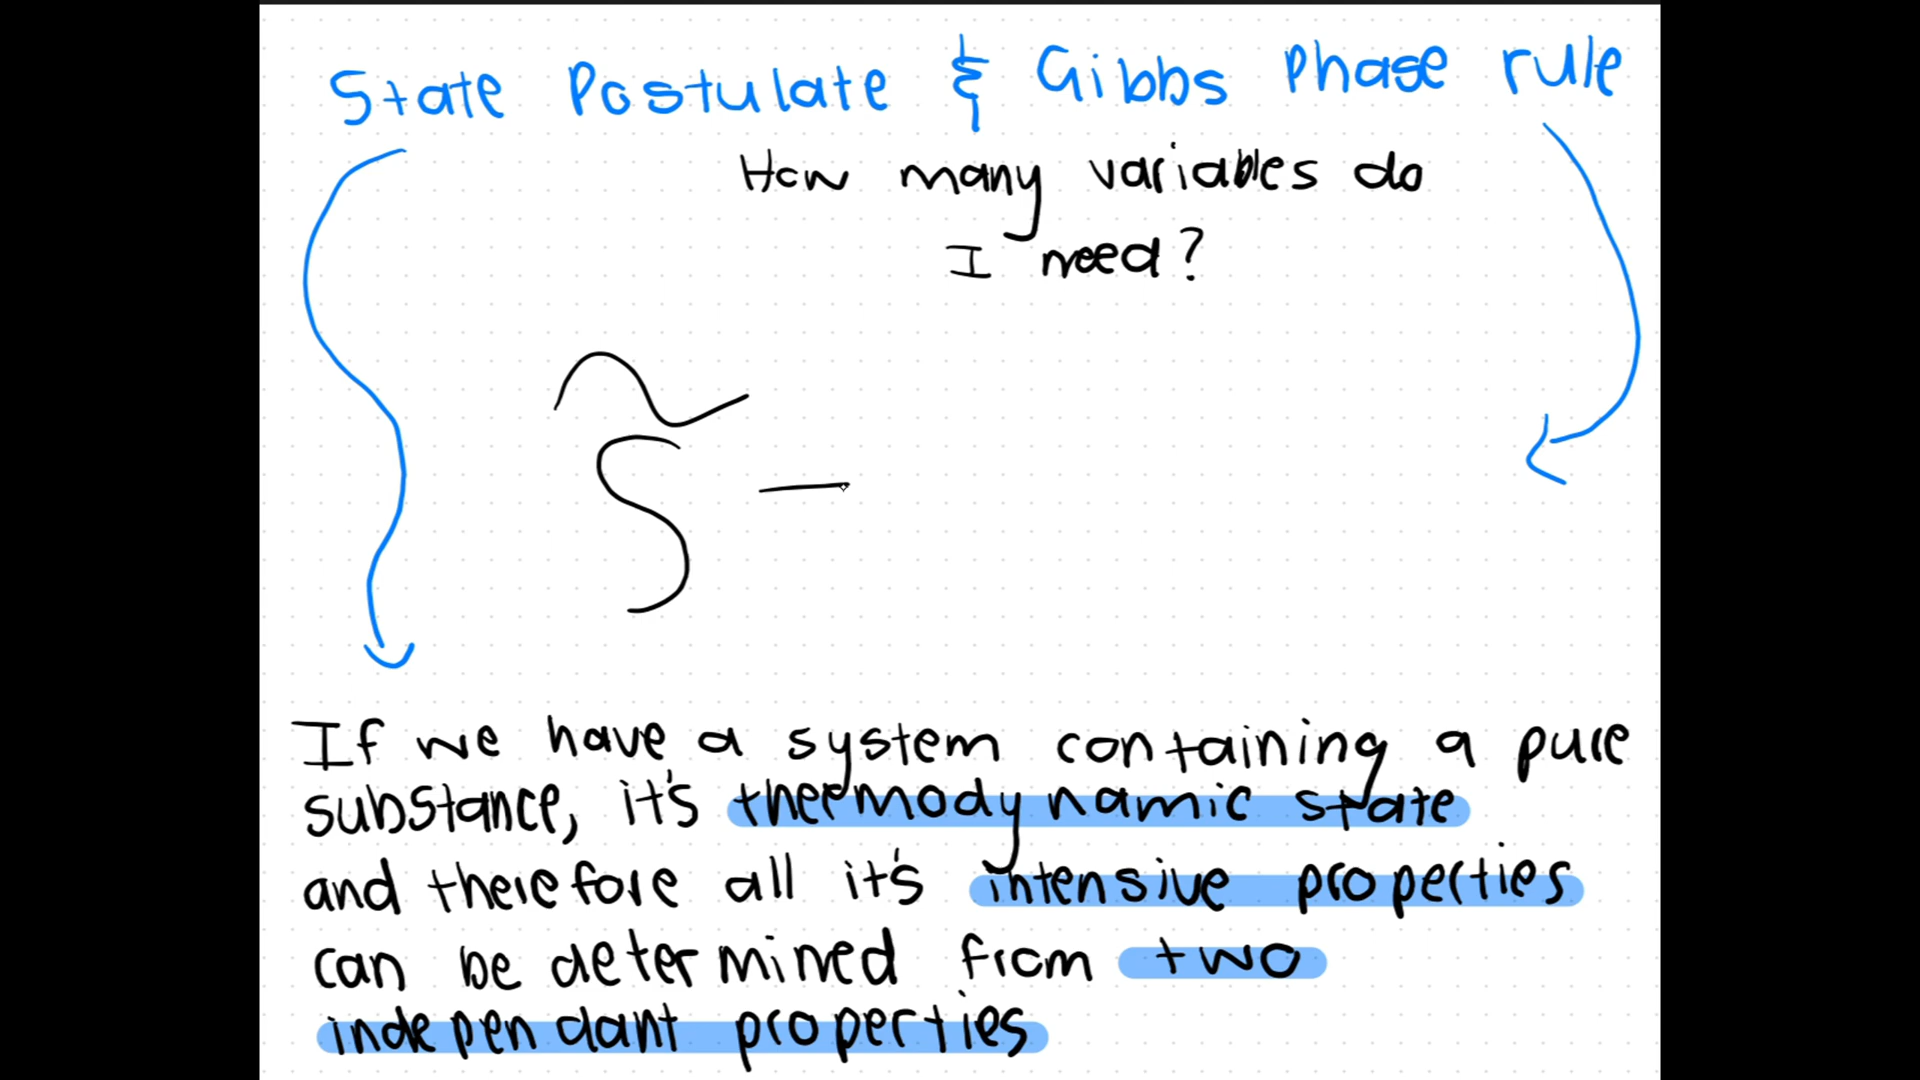 State Postulate & Gibbs Phase rule
How many variables do
I need?
~
S –
If we have a system containing a pure
substance, it's thermodynamic state
and therefore all it's intensive properties
can be determined from two
independant properties